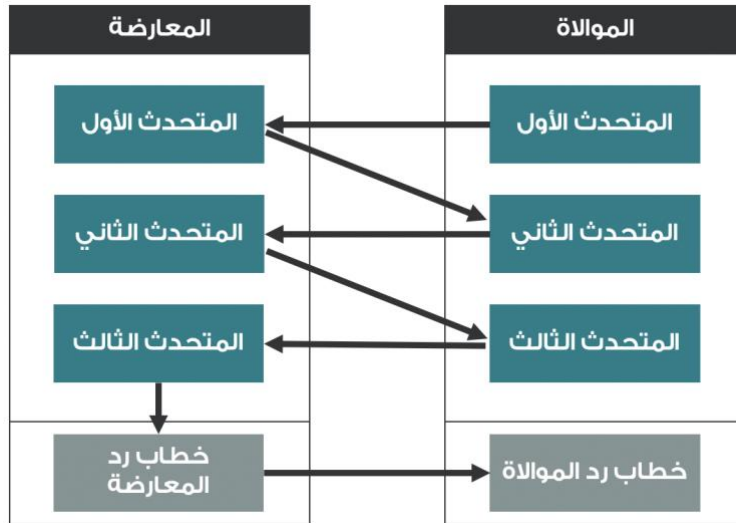 الموالاة
المعارضة
المتحدث الأول
المتحدث الأول
المتحدث الثاني
المتحدث الثاني
المتحدث الثالث
المتحدث الثالث
خطاب رد الموالاة
خطاب رد
المعارضة